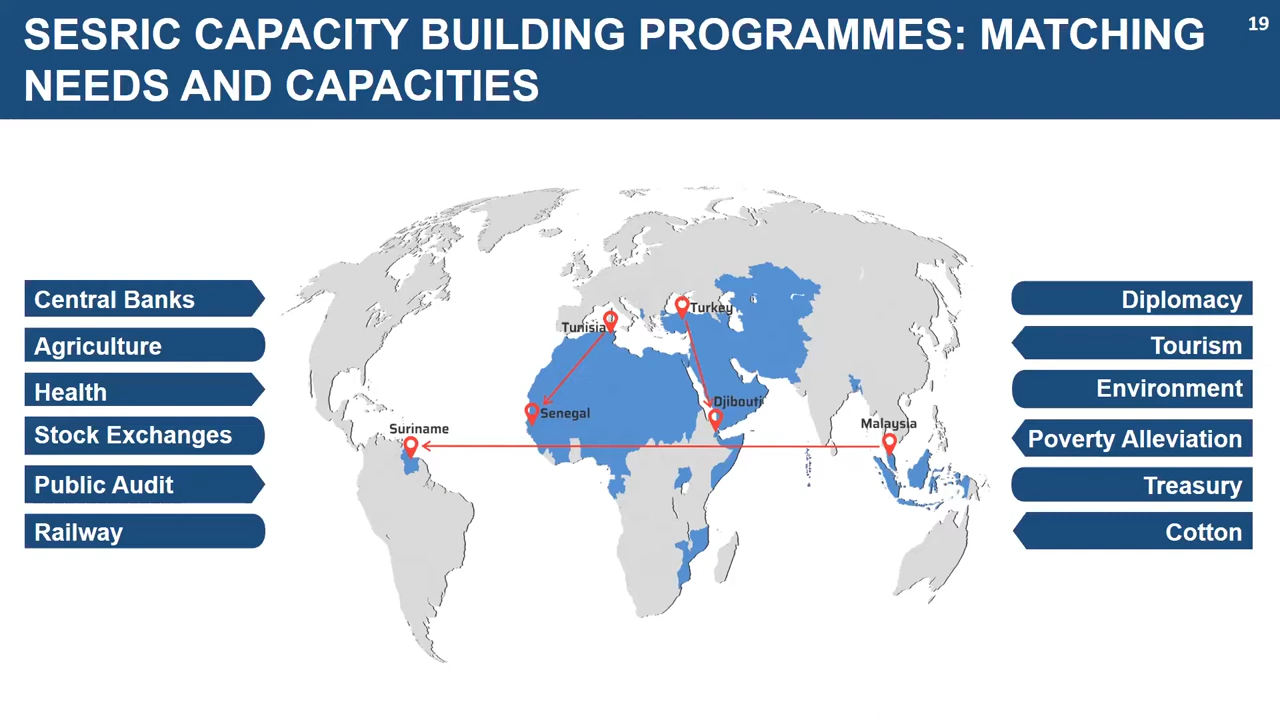 SESRIC CAPACITY BUILDING PROGRAMMES: MATCHING
NEEDS AND CAPACITIES
19
Central Banks
Agriculture
Health
Stock Exchanges
Public Audit
Railway
Tunisia
Turkey
Senegal
Djibouti
Suriname
Malaysia
Diplomacy
Tourism
Environment
Poverty Alleviation
Treasury
Cotton